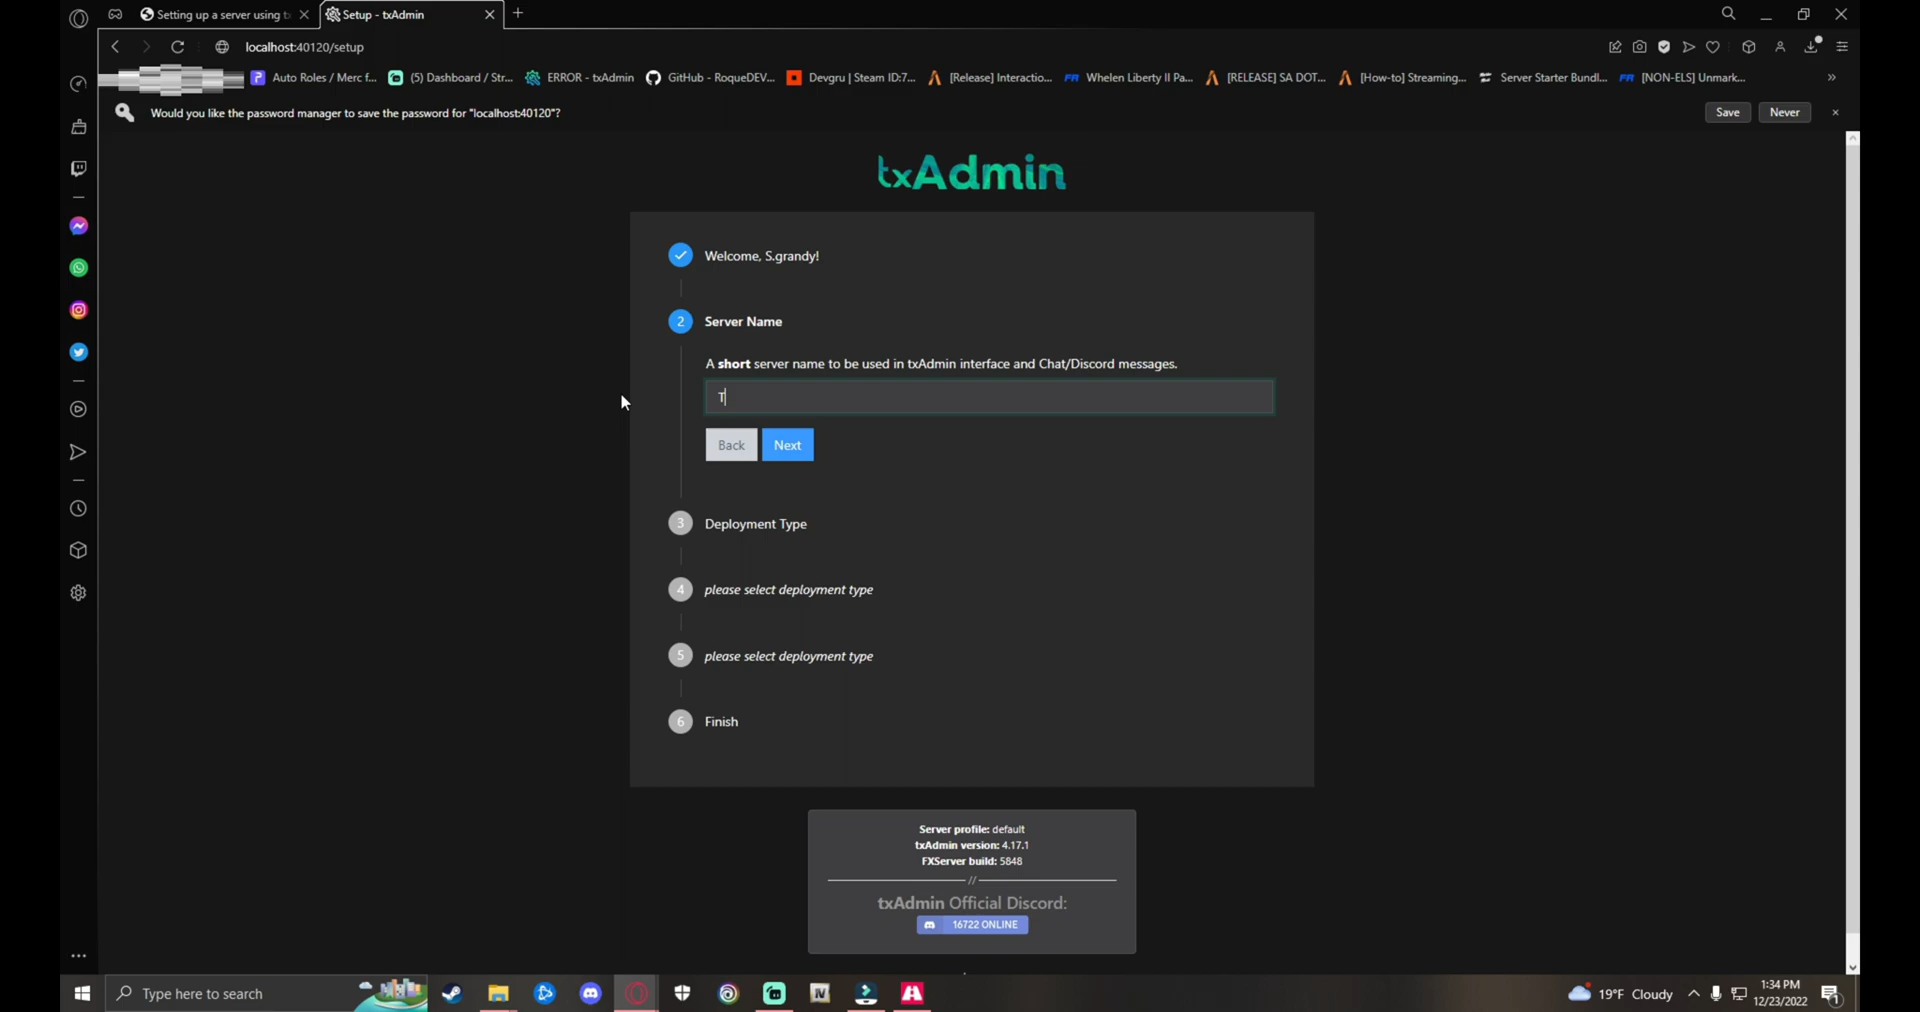 Setting up a server using tx
Setup - txAdmin
localhost:40120/setup
Auto Roles / Merc f...
(5) Dashboard / Str...
ERROR - txAdmin
GitHub - RoqueDEV...
Devgru | Steam ID:7...
[Release] Interactio...
Whelen Liberty II Pa...
[RELEASE] SA DOT...
[How-to] Streaming...
Server Starter Bundl...
[NON-ELS] Unmark...
Would you like the password manager to save the password for "localhost:40120"?
Save
Never
txAdmin
Welcome, S.grandy!
2 Server Name
A short server name to be used in txAdmin interface and Chat/Discord messages.
T
Back
Next
3 Deployment Type
4 please select deployment type
5 please select deployment type
6 Finish
Server profile: default
txAdmin version: 4.17.1
FXServer build: 5848
//
txAdmin Official Discord:
16722 ONLINE
Type here to search
19°F Cloudy
1:34 PM
12/23/2022
1